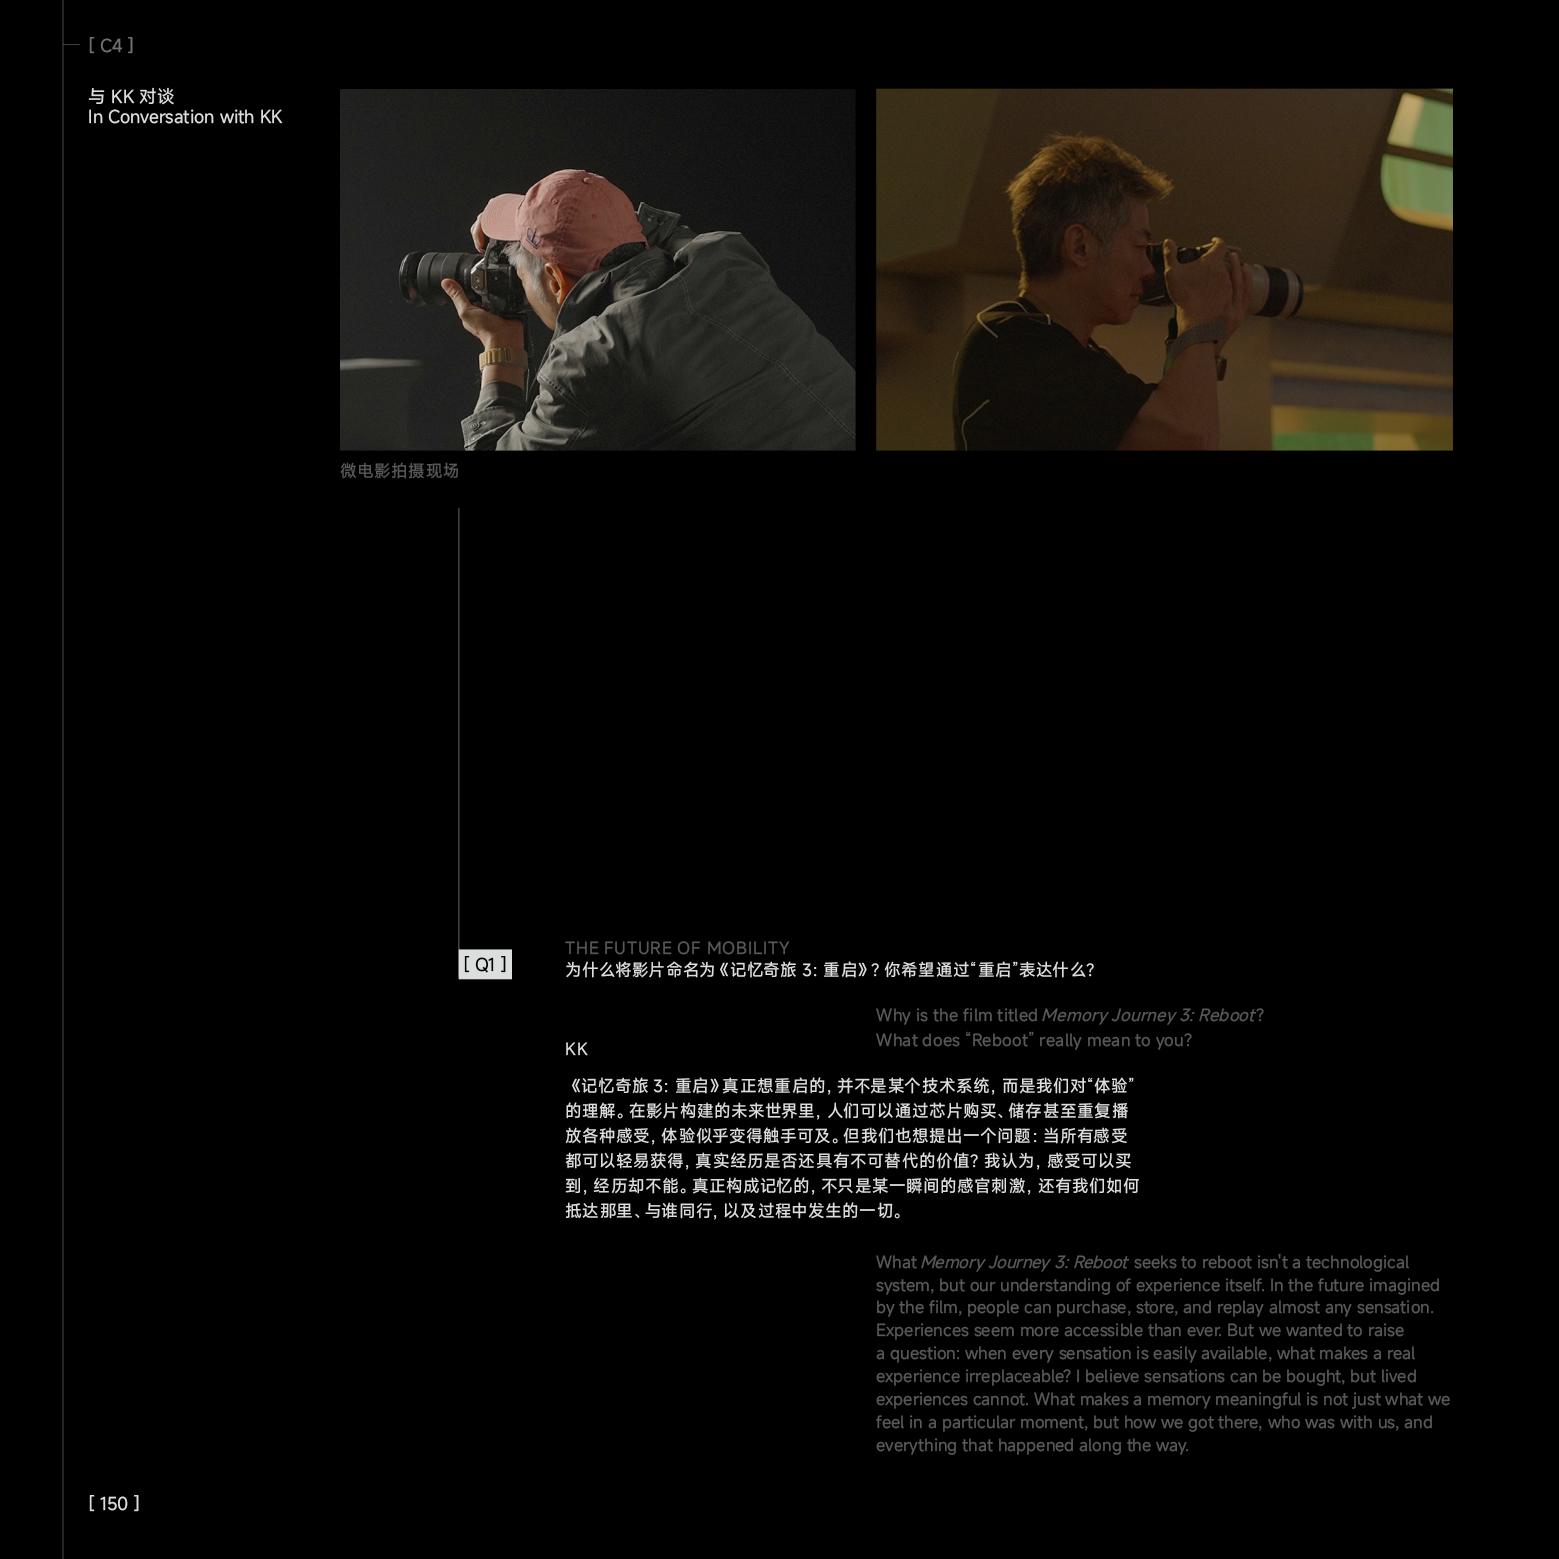 [ C4 ]
与 KK 对谈
In Conversation with KK
微电影拍摄现场
[ Q1 ]
THE FUTURE OF MOBILITY
为什么将影片命名为《记忆奇旅 3：重启》？你希望通过“重启”表达什么？
Why is the film titled Memory Journey 3: Reboot?
What does “Reboot” really mean to you?
KK
《记忆奇旅 3：重启》真正想重启的，并不是某个技术系统，而是我们对“体验”
的理解。在影片构建的未来世界里，人们可以通过芯片购买、储存甚至重复播
放各种感受，体验似乎变得触手可及。但我们也想提出一个问题：当所有感受
都可以轻易获得，真实经历是否还具有不可替代的价值？我认为，感受可以买
到，经历却不能。真正构成记忆的，不只是某一瞬间的感官刺激，还有我们如何
抵达那里、与谁同行，以及过程中发生的一切。
What Memory Journey 3: Reboot seeks to reboot isn't a technological
system, but our understanding of experience itself. In the future imagined
by the film, people can purchase, store, and replay almost any sensation.
Experiences seem more accessible than ever. But we wanted to raise
a question: when every sensation is easily available, what makes a real
experience irreplaceable? I believe sensations can be bought, but lived
experiences cannot. What makes a memory meaningful is not just what we
feel in a particular moment, but how we got there, who was with us, and
everything that happened along the way.
[ 150 ]